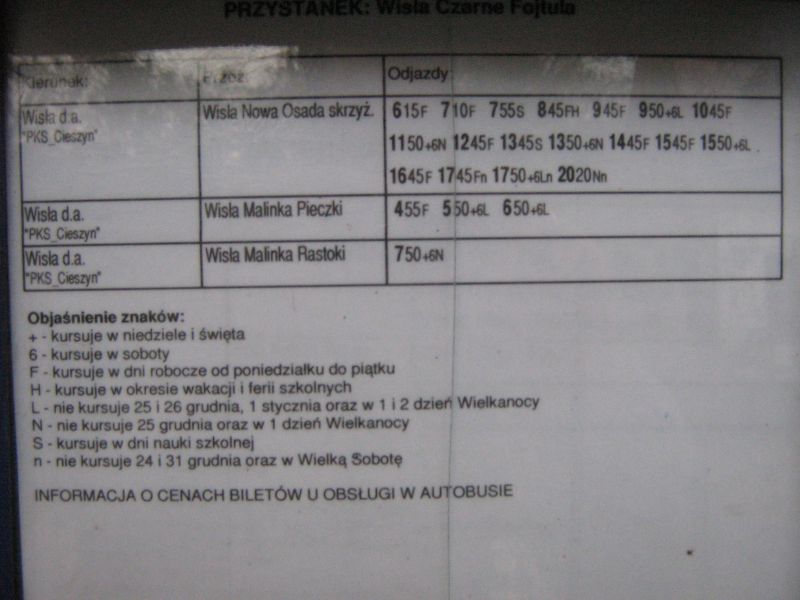 PRZYSTANEK: Wisła Czarne Fojtula
Kierunek: Przez: Odjazdy:
Wisła d.a. Wisła Nowa Osada skrzyż. 615F 710F 755S 845FH 945F 950+6L 1045F
"PKS_Cieszyn"
1150+6N 1245F 1345S 1350+6N 1445F 1545F 1550+6L
1645F 1745Fn 1750+6Ln 2020Nn
Wisła d.a. Wisła Malinka Pieczki 455F 550+6L 650+6L
"PKS_Cieszyn"
Wisła d.a. Wisła Malinka Rastoki 750+6N
"PKS_Cieszyn"
Objaśnienie znaków:
+ - kursuje w niedziele i święta
6 - kursuje w soboty
F - kursuje w dni robocze od poniedziałku do piątku
H - kursuje w okresie wakacji i ferii szkolnych
L - nie kursuje 25 i 26 grudnia, 1 stycznia oraz w 1 i 2 dzień Wielkanocy
N - nie kursuje 25 grudnia oraz w 1 dzień Wielkanocy
S - kursuje w dni nauki szkolnej
n - nie kursuje 24 i 31 grudnia oraz w Wielką Sobotę
INFORMACJA O CENACH BILETÓW U OBSŁUGI W AUTOBUSIE